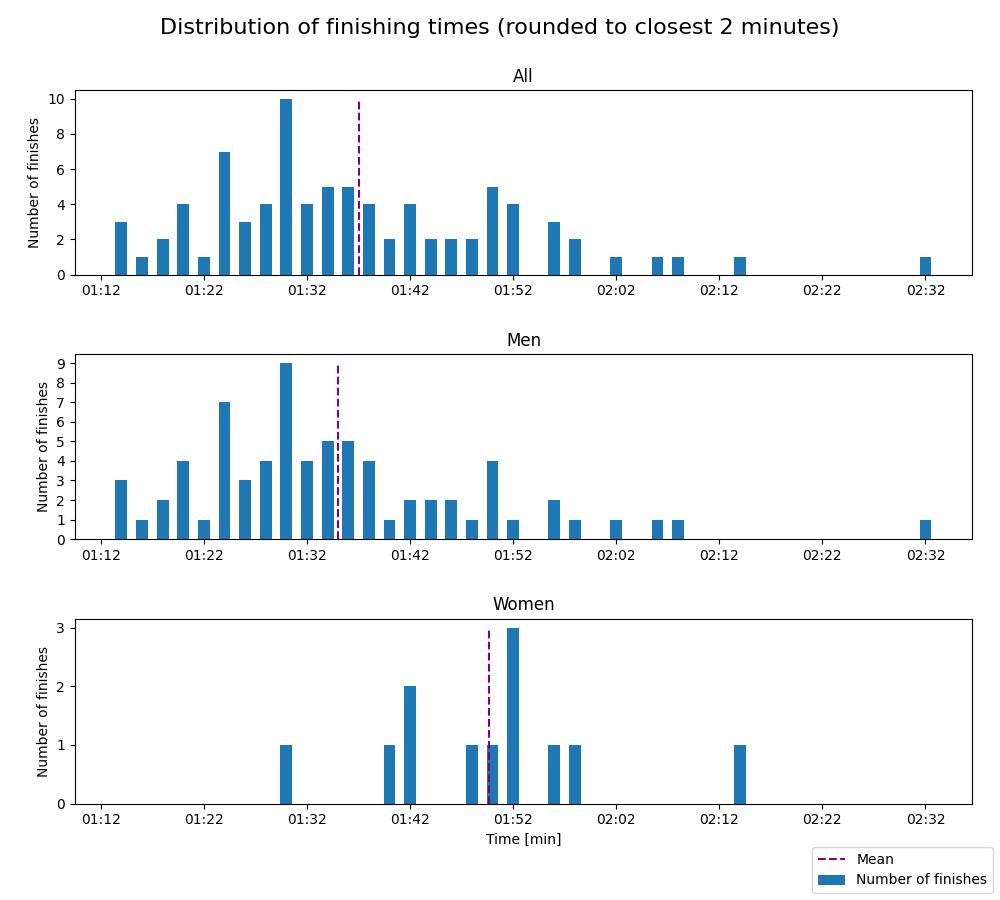 Distribution of finishing times (rounded to closest 2 minutes)
All
Number of finishes
10
8
6
4
2
0
01:12 01:22 01:32 01:42 01:52 02:02 02:12 02:22 02:32
Men
Number of finishes
9
8
7
6
5
4
3
2
1
0
01:12 01:22 01:32 01:42 01:52 02:02 02:12 02:22 02:32
Women
Number of finishes
3
2
1
0
01:12 01:22 01:32 01:42 01:52 02:02 02:12 02:22 02:32
Time [min]
Mean
Number of finishes